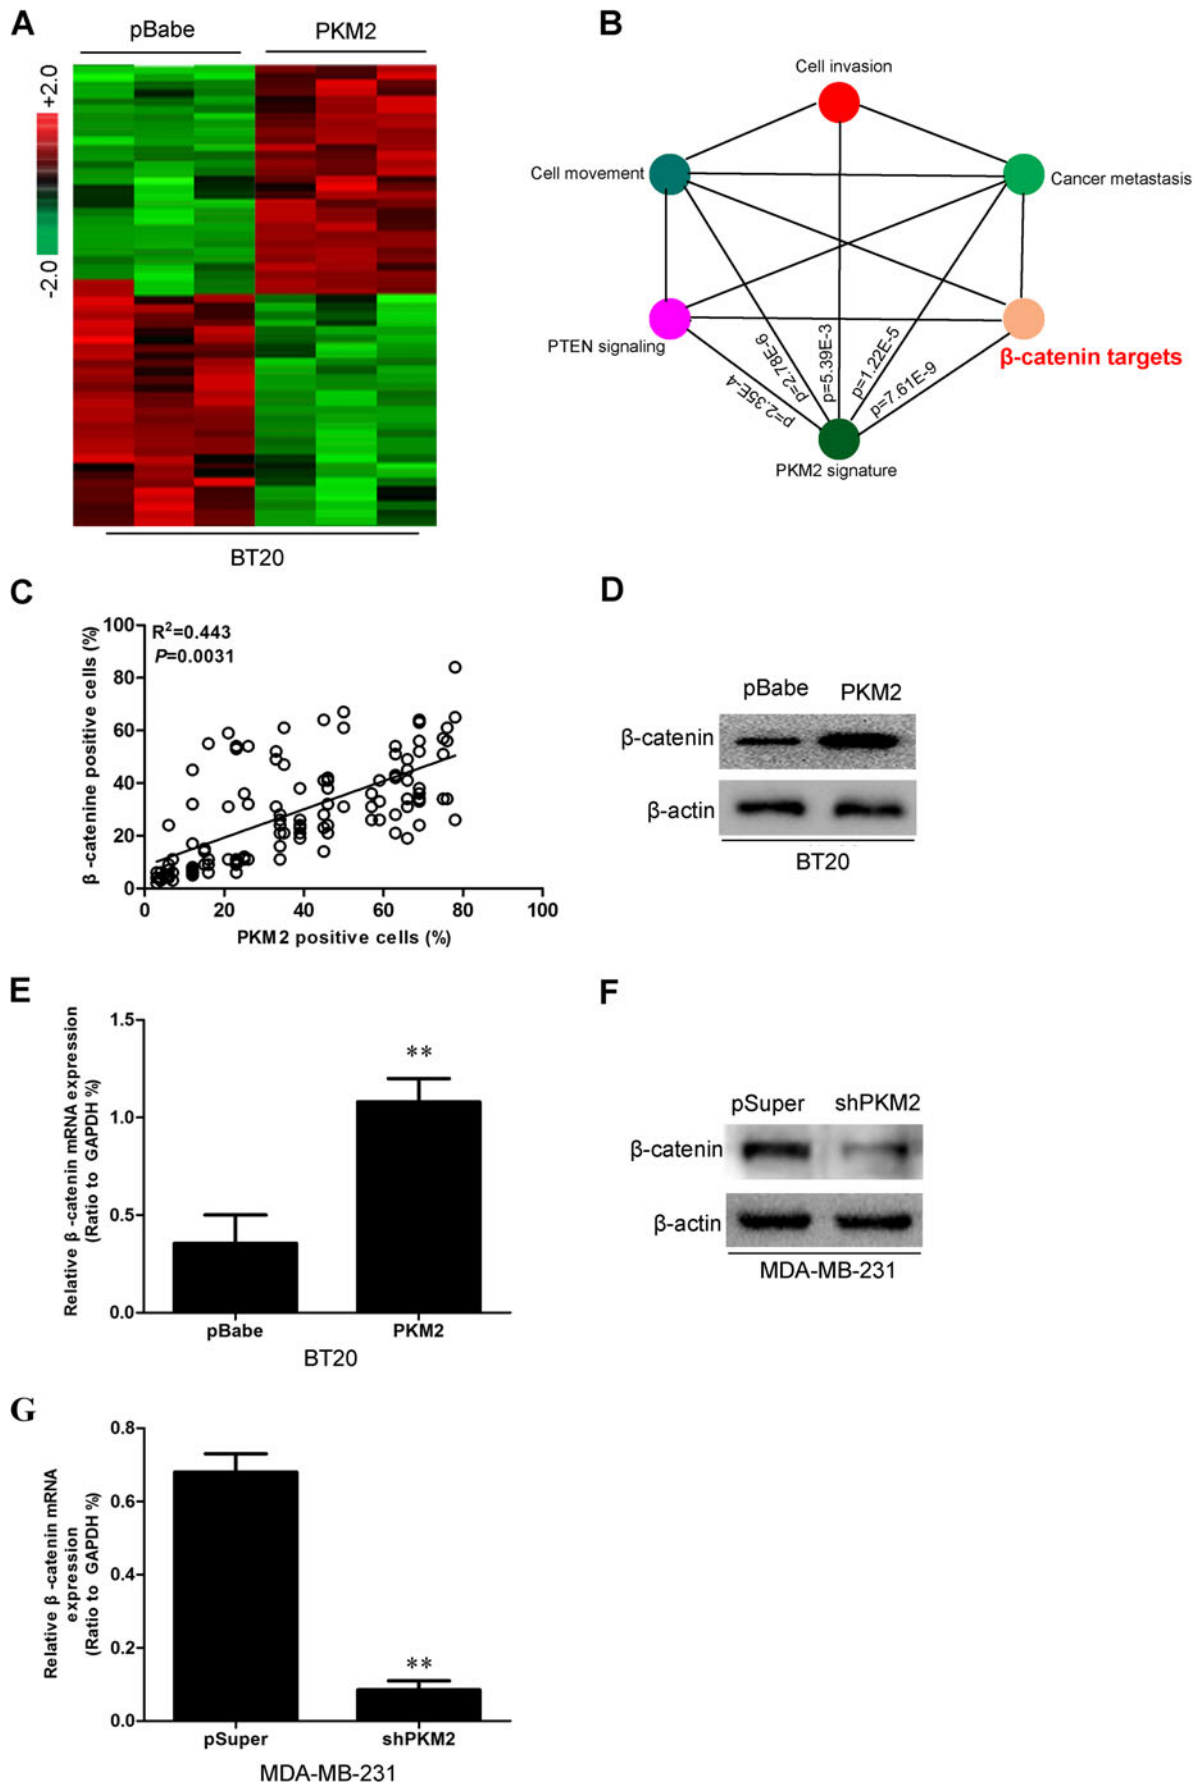 A
pBabe
PKM2
+2.0
-2.0
BT20
B
Cell invasion
Cell movement
Cancer metastasis
PTEN signaling
β-catenin targets
p=2.35E-4
p=2.78E-6
p=5.39E-3
p=1.22E-5
p=7.61E-9
PKM2 signature
C
β -catenine positive cells (%)
R²=0.443
P=0.0031
100
80
60
40
20
0
0 20 40 60 80 100
PKM2 positive cells (%)
D
pBabe PKM2
β-catenin
β-actin
BT20
E
Relative β -catenin mRNA expression
(Ratio to GAPDH %)
1.5
1.0
0.5
0.0
**
pBabe PKM2
BT20
F
pSuper shPKM2
β-catenin
β-actin
MDA-MB-231
G
Relative β -catenin mRNA
expression
(Ratio to GAPDH %)
0.8
0.6
0.4
0.2
0.0
**
pSuper shPKM2
MDA-MB-231